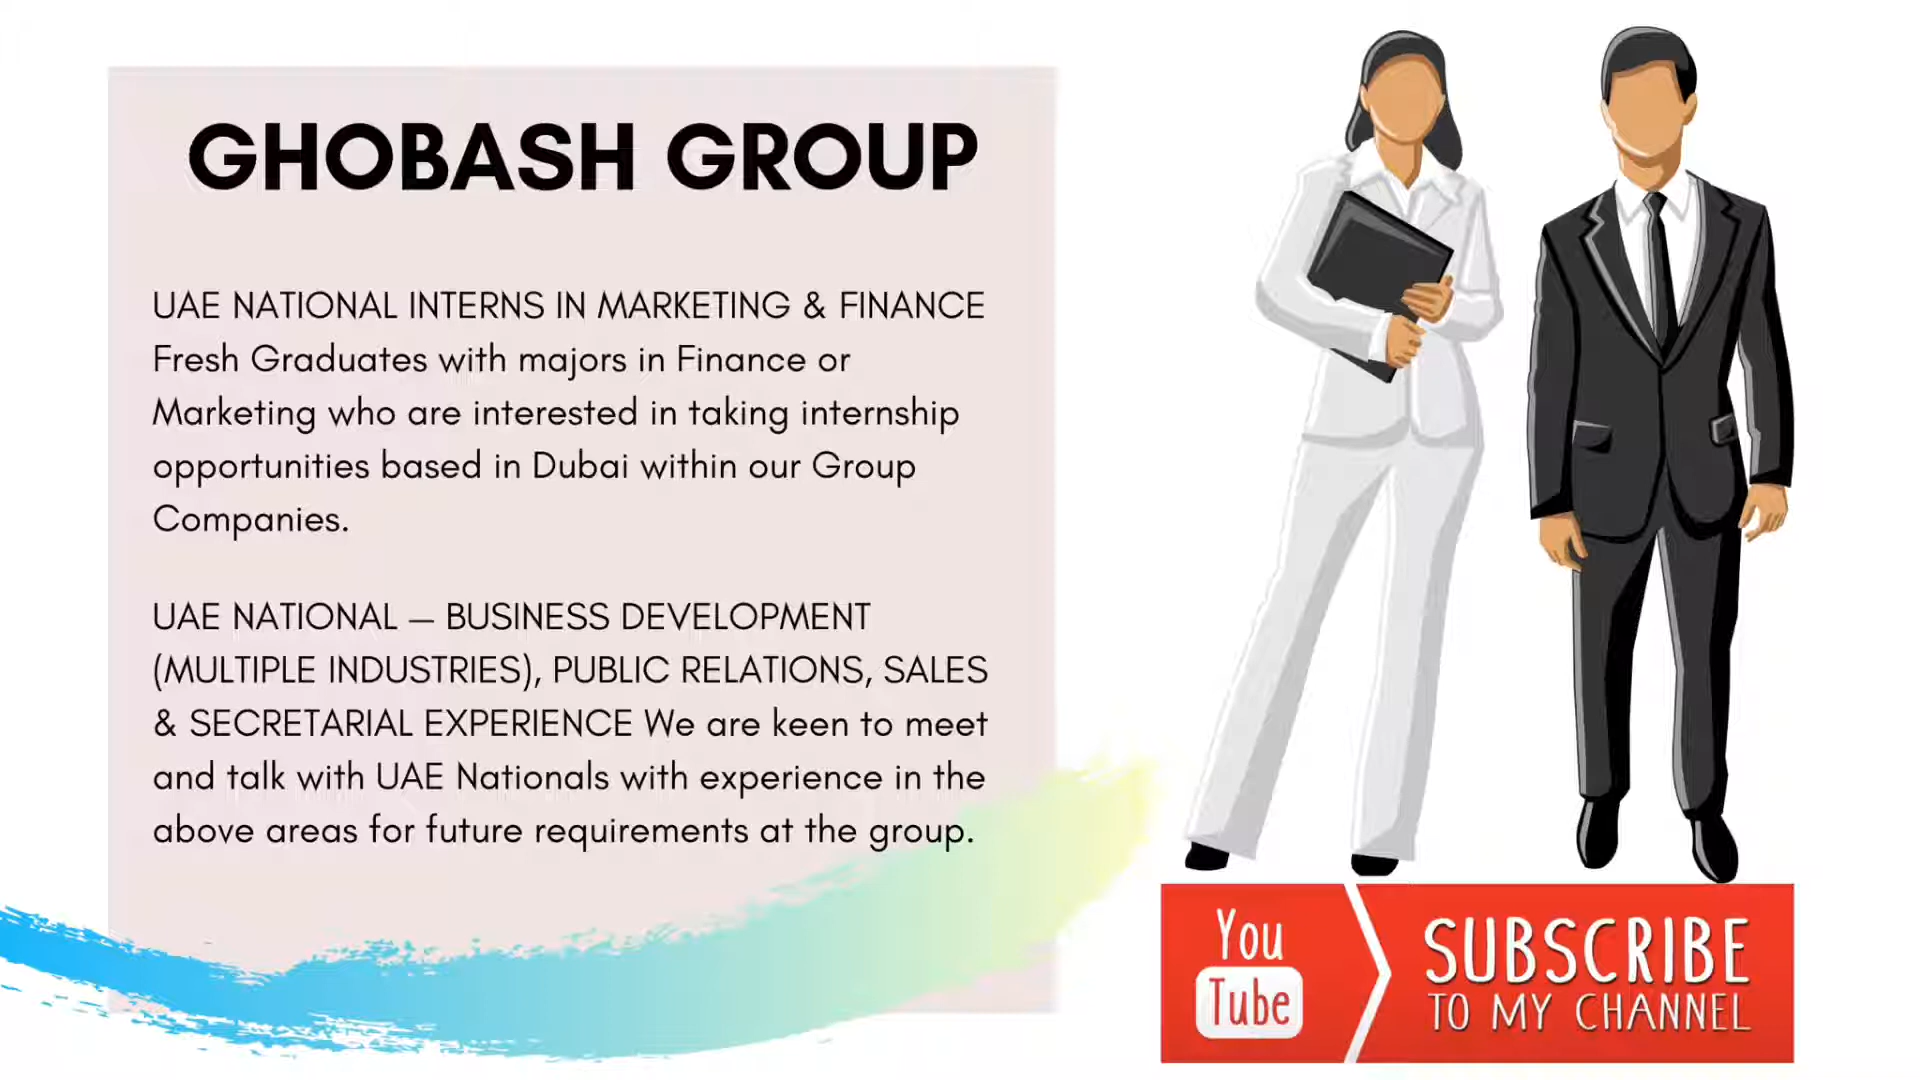 GHOBASH GROUP
UAE NATIONAL INTERNS IN MARKETING & FINANCE
Fresh Graduates with majors in Finance or
Marketing who are interested in taking internship
opportunities based in Dubai within our Group
Companies.
UAE NATIONAL – BUSINESS DEVELOPMENT
(MULTIPLE INDUSTRIES), PUBLIC RELATIONS, SALES
& SECRETARIAL EXPERIENCE We are keen to meet
and talk with UAE Nationals with experience in the
above areas for future requirements at the group.
You
Tube
SUBSCRIBE
TO MY CHANNEL